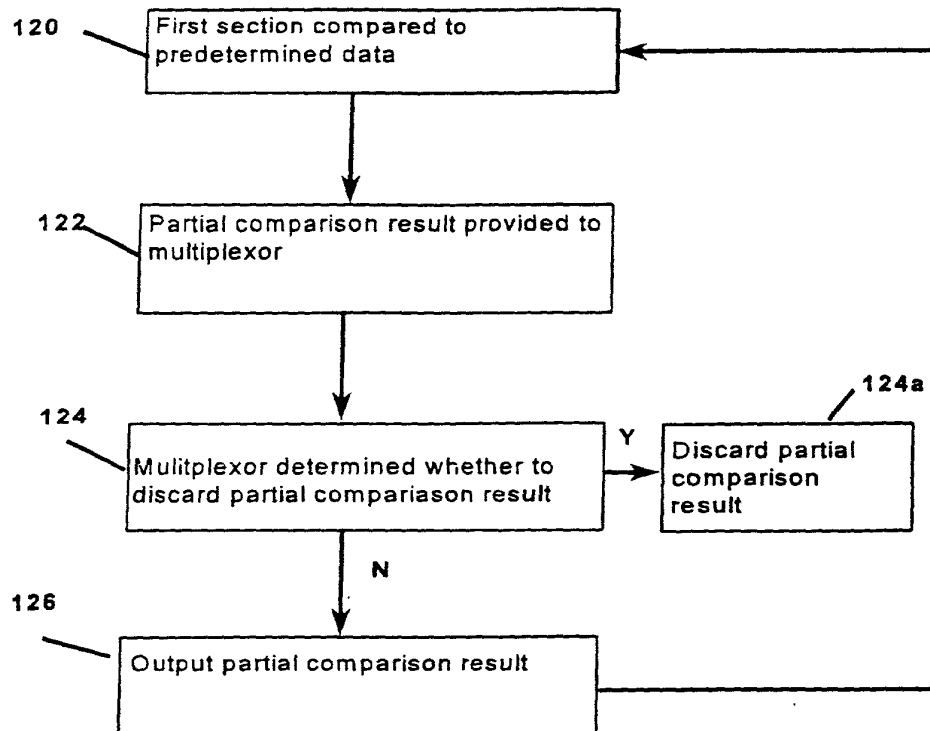 120
First section compared to
predetermined data
122
Partial comparison result provided to
multiplexor
124
Mulitplexor determined whether to
discard partial compariason result
Y
124a
Discard partial
comparison
result
N
126
Output partial comparison result